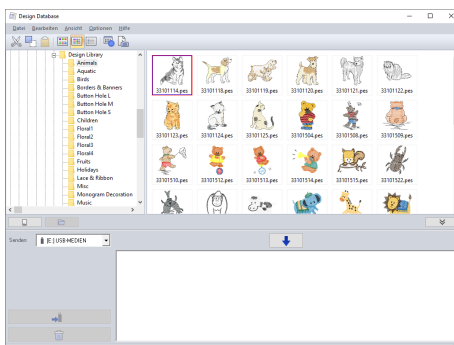 Design Database
Datei Bearbeiten Ansicht Optionen Hilfe
Design Library
Animals
Aquatic
Birds
Borders & Banners
Button Hole L
Button Hole M
Button Hole S
Children
Floral1
Floral2
Floral3
Floral4
Fruits
Holidays
Lace & Ribbon
Misc
Monogram Decoration
Music
33101114.pes 33101118.pes 33101119.pes 33101120.pes 33101121.pes 33101122.pes
33101123.pes 33101124.pes 33101125.pes 33101504.pes 33101508.pes 33101509.pes
33101510.pes 33101512.pes 33101513.pes 33101514.pes 33101515.pes 33101522.pes
Senden [E:] USB-MEDIEN